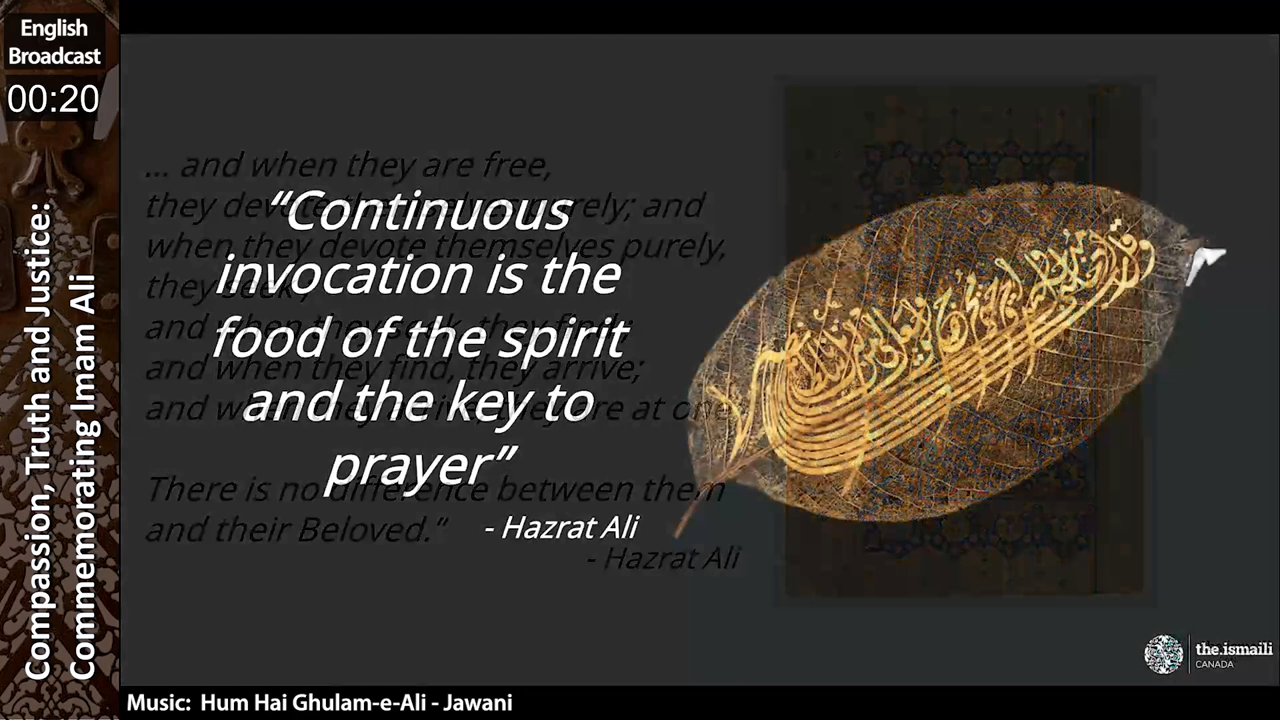 English
Broadcast
00:20
Compassion, Truth and Justice:
Commemorating Imam Ali
“Continuous
invocation is the
food of the spirit
and the key to
prayer”
- Hazrat Ali
... and when they are free,
they devote purely; and
when they devote themselves purely,
they seek;
and when they seek, they find;
and when they find, they arrive;
and when they arrive, they are at one
There is no difference between them
and their Beloved.”
- Hazrat Ali
the.ismaili
CANADA
Music: Hum Hai Ghulam-e-Ali - Jawani